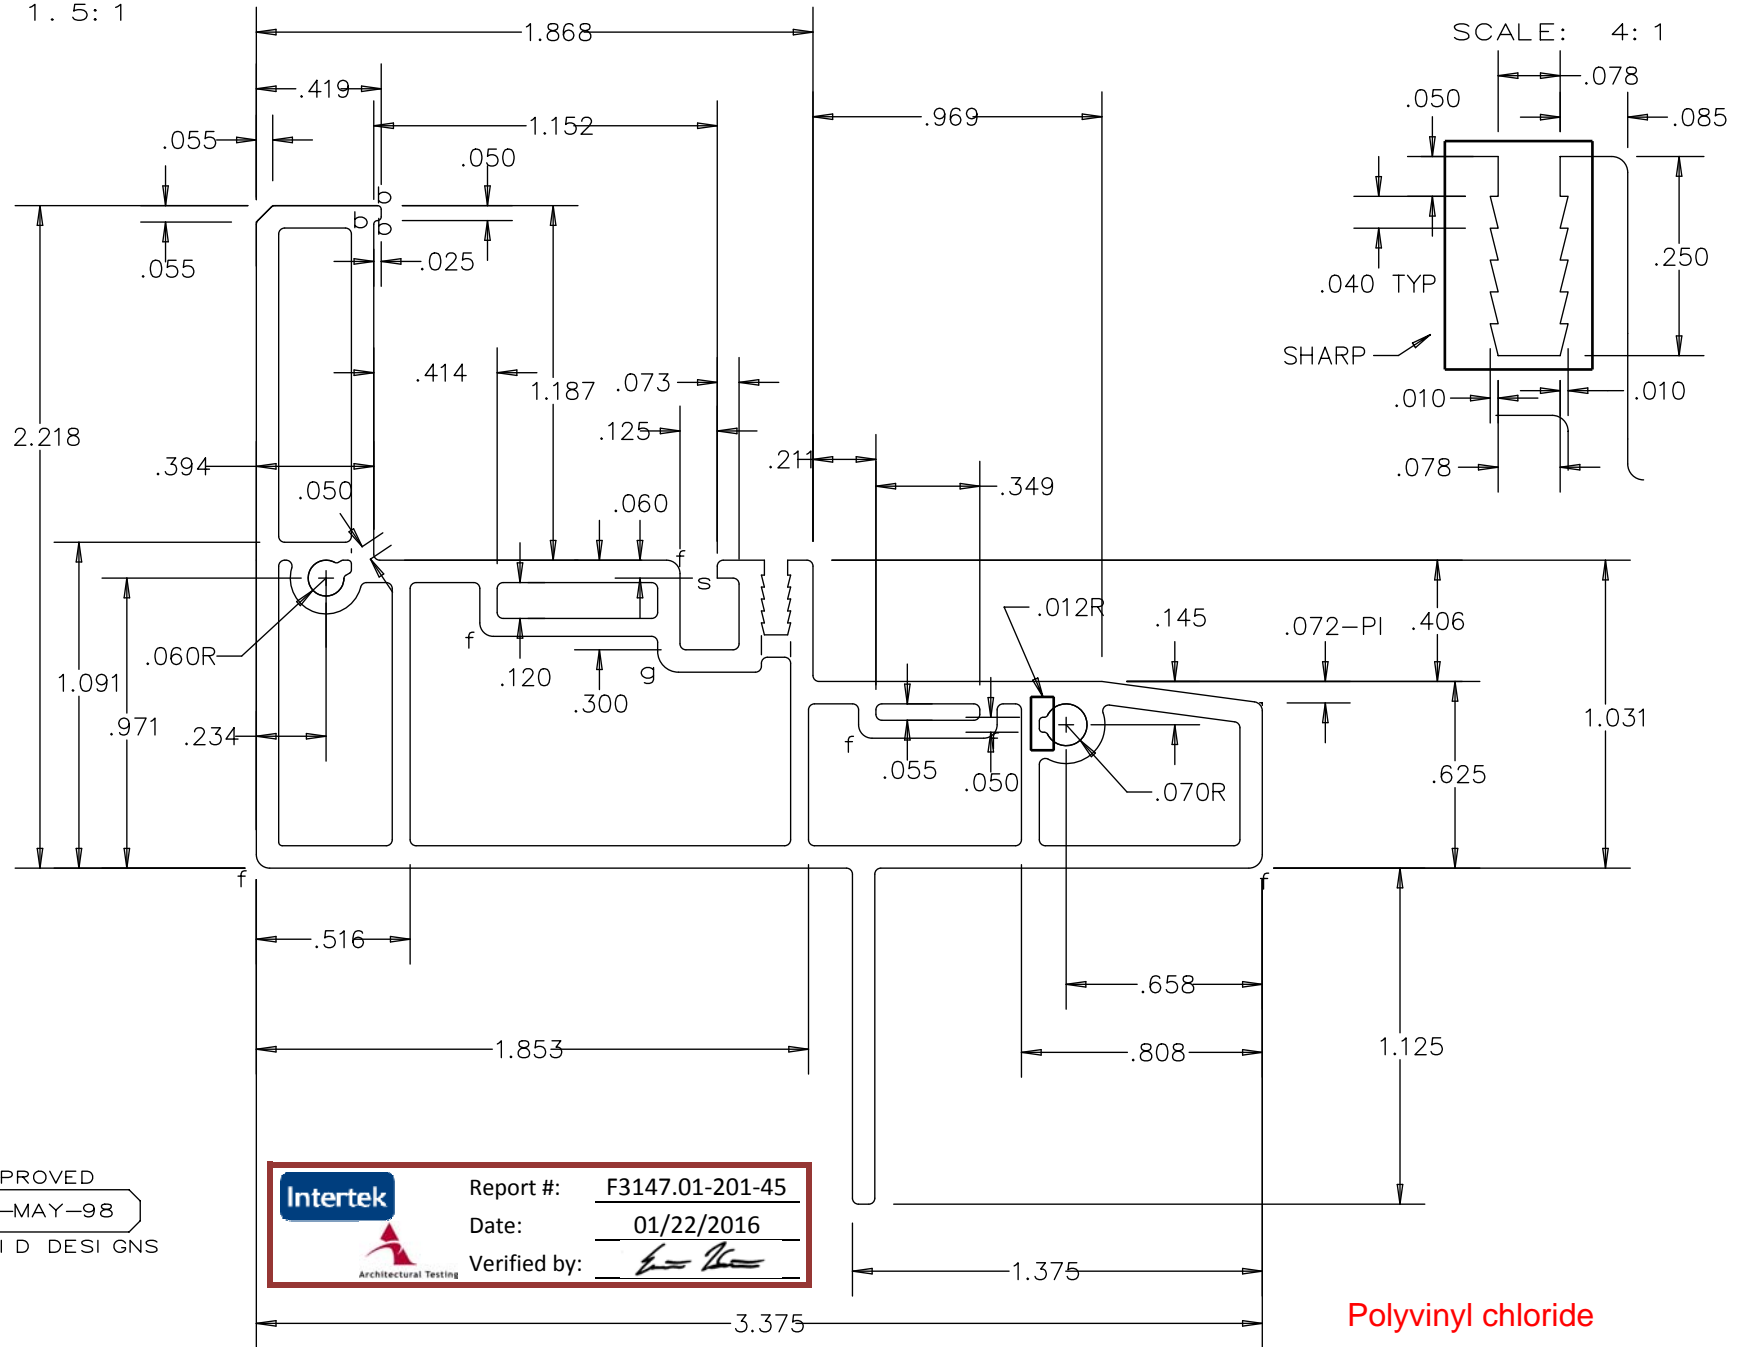 1. 5: 1
1.868
SCALE: 4: 1
.078
.419
.050
.085
.969
1.152
.055
.050
b
b
b
.055
.025
.250
.040 TYP
SHARP
.414
1.187
.073
.010
.010
2.218
.125
.394
.211
.078
.050
.349
.060
f
s
.012R
.145
.072-PI
.406
f
.060R
g
.120
1.091
.300
.971
1.031
.234
f
f
.055
.050
.625
.070R
f
f
.516
.658
1.853
.808
1.125
PROVED
-MAY-98
I D DESI GNS
Intertek
Architectural Testing
Report #: F3147.01-201-45
Date: 01/22/2016
Verified by:
1.375
3.375
Polyvinyl chloride